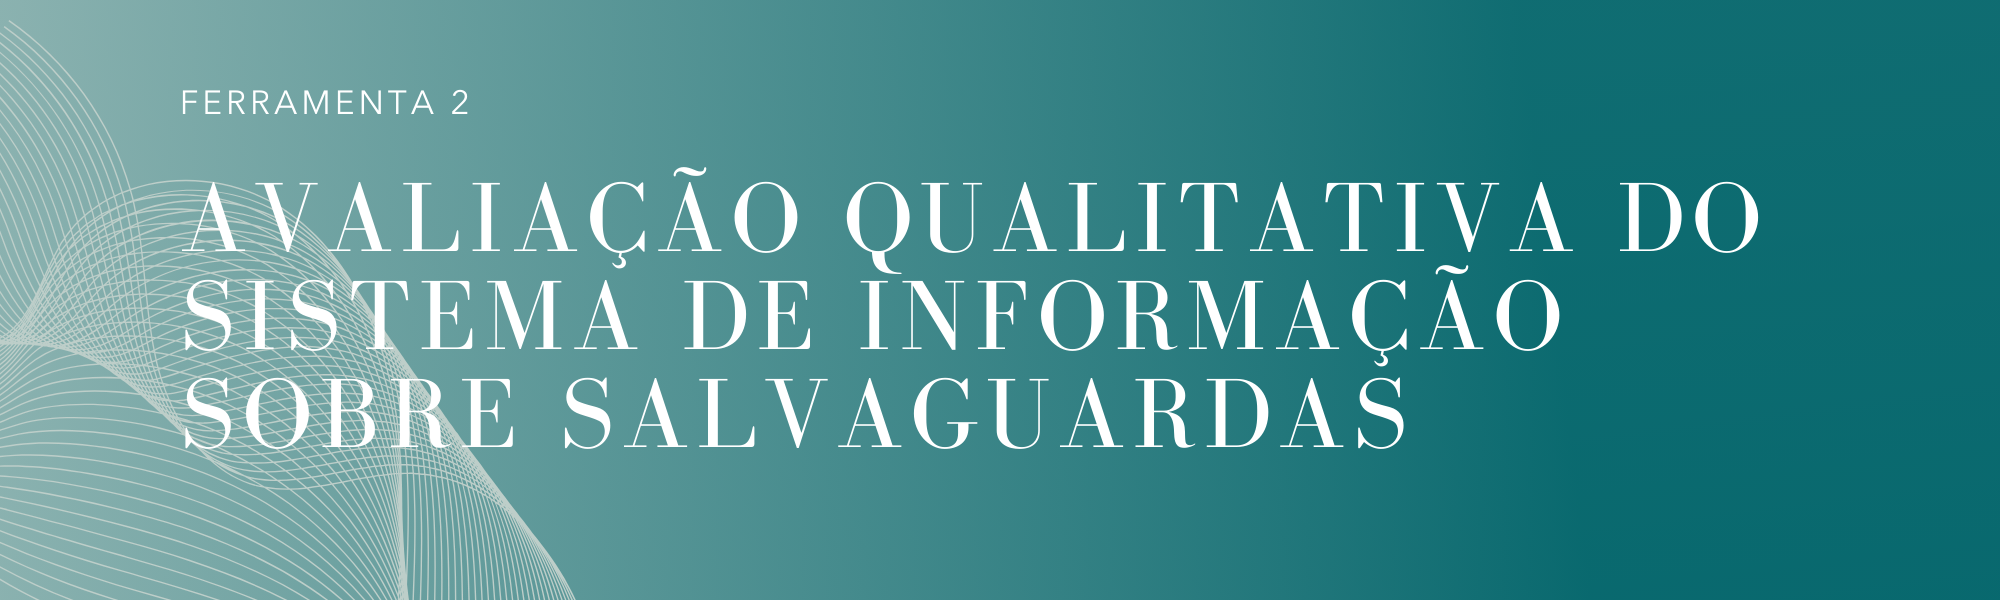 FERRAMENTA 2
AVALIAÇÃO QUALITATIVA DO
SISTEMA DE INFORMAÇÃO
SOBRE SALVAGUARDAS